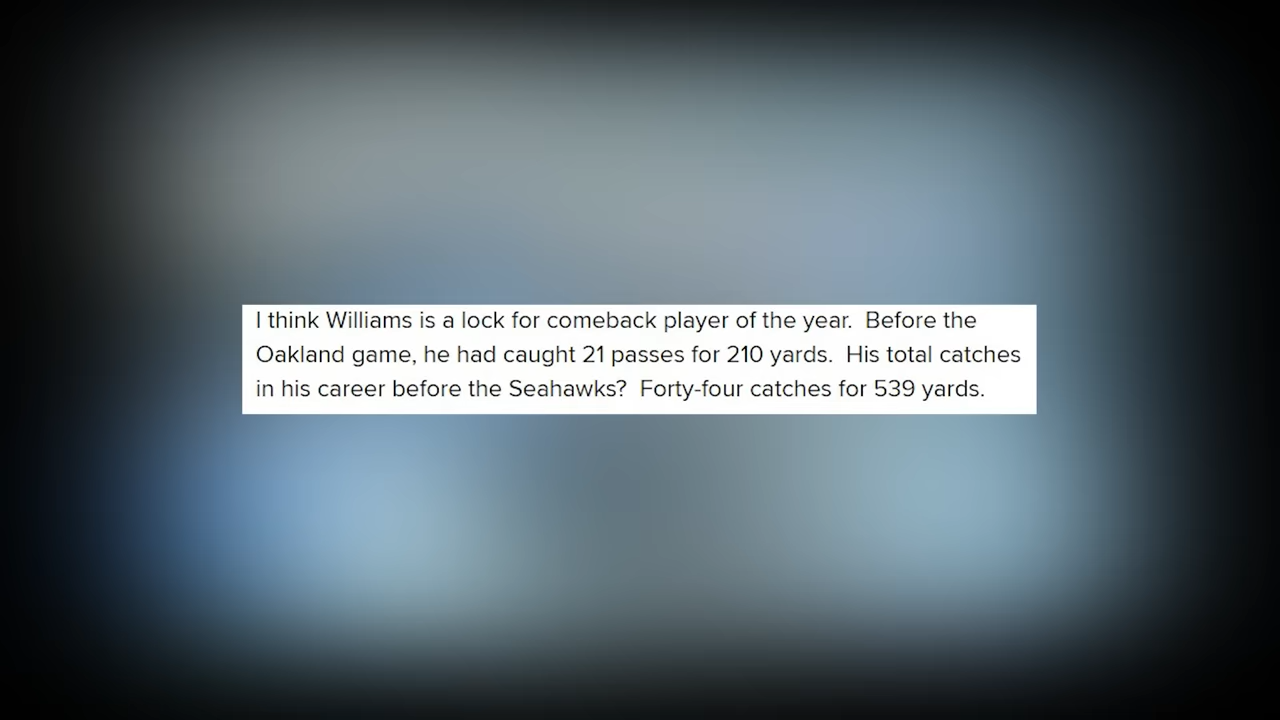 I think Williams is a lock for comeback player of the year.  Before the
Oakland game, he had caught 21 passes for 210 yards.  His total catches
in his career before the Seahawks?  Forty-four catches for 539 yards.